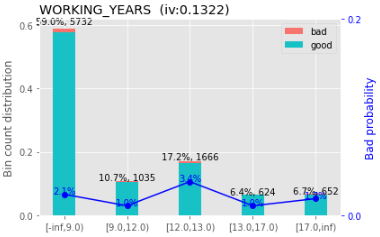 WORKING_YEARS (iv:0.1322)
59.0%, 5732
bad
good
0.6
0.4
0.2
0.0
Bin count distribution
0.2
0.0
Bad probability
10.7%, 1035
17.2%, 1666
6.4%, 624
6.7%, 652
2.1%
1.0%
3.4%
1.0%
[-inf,9.0)
[9.0,12.0)
[12.0,13.0)
[13.0,17.0)
[17.0,inf)